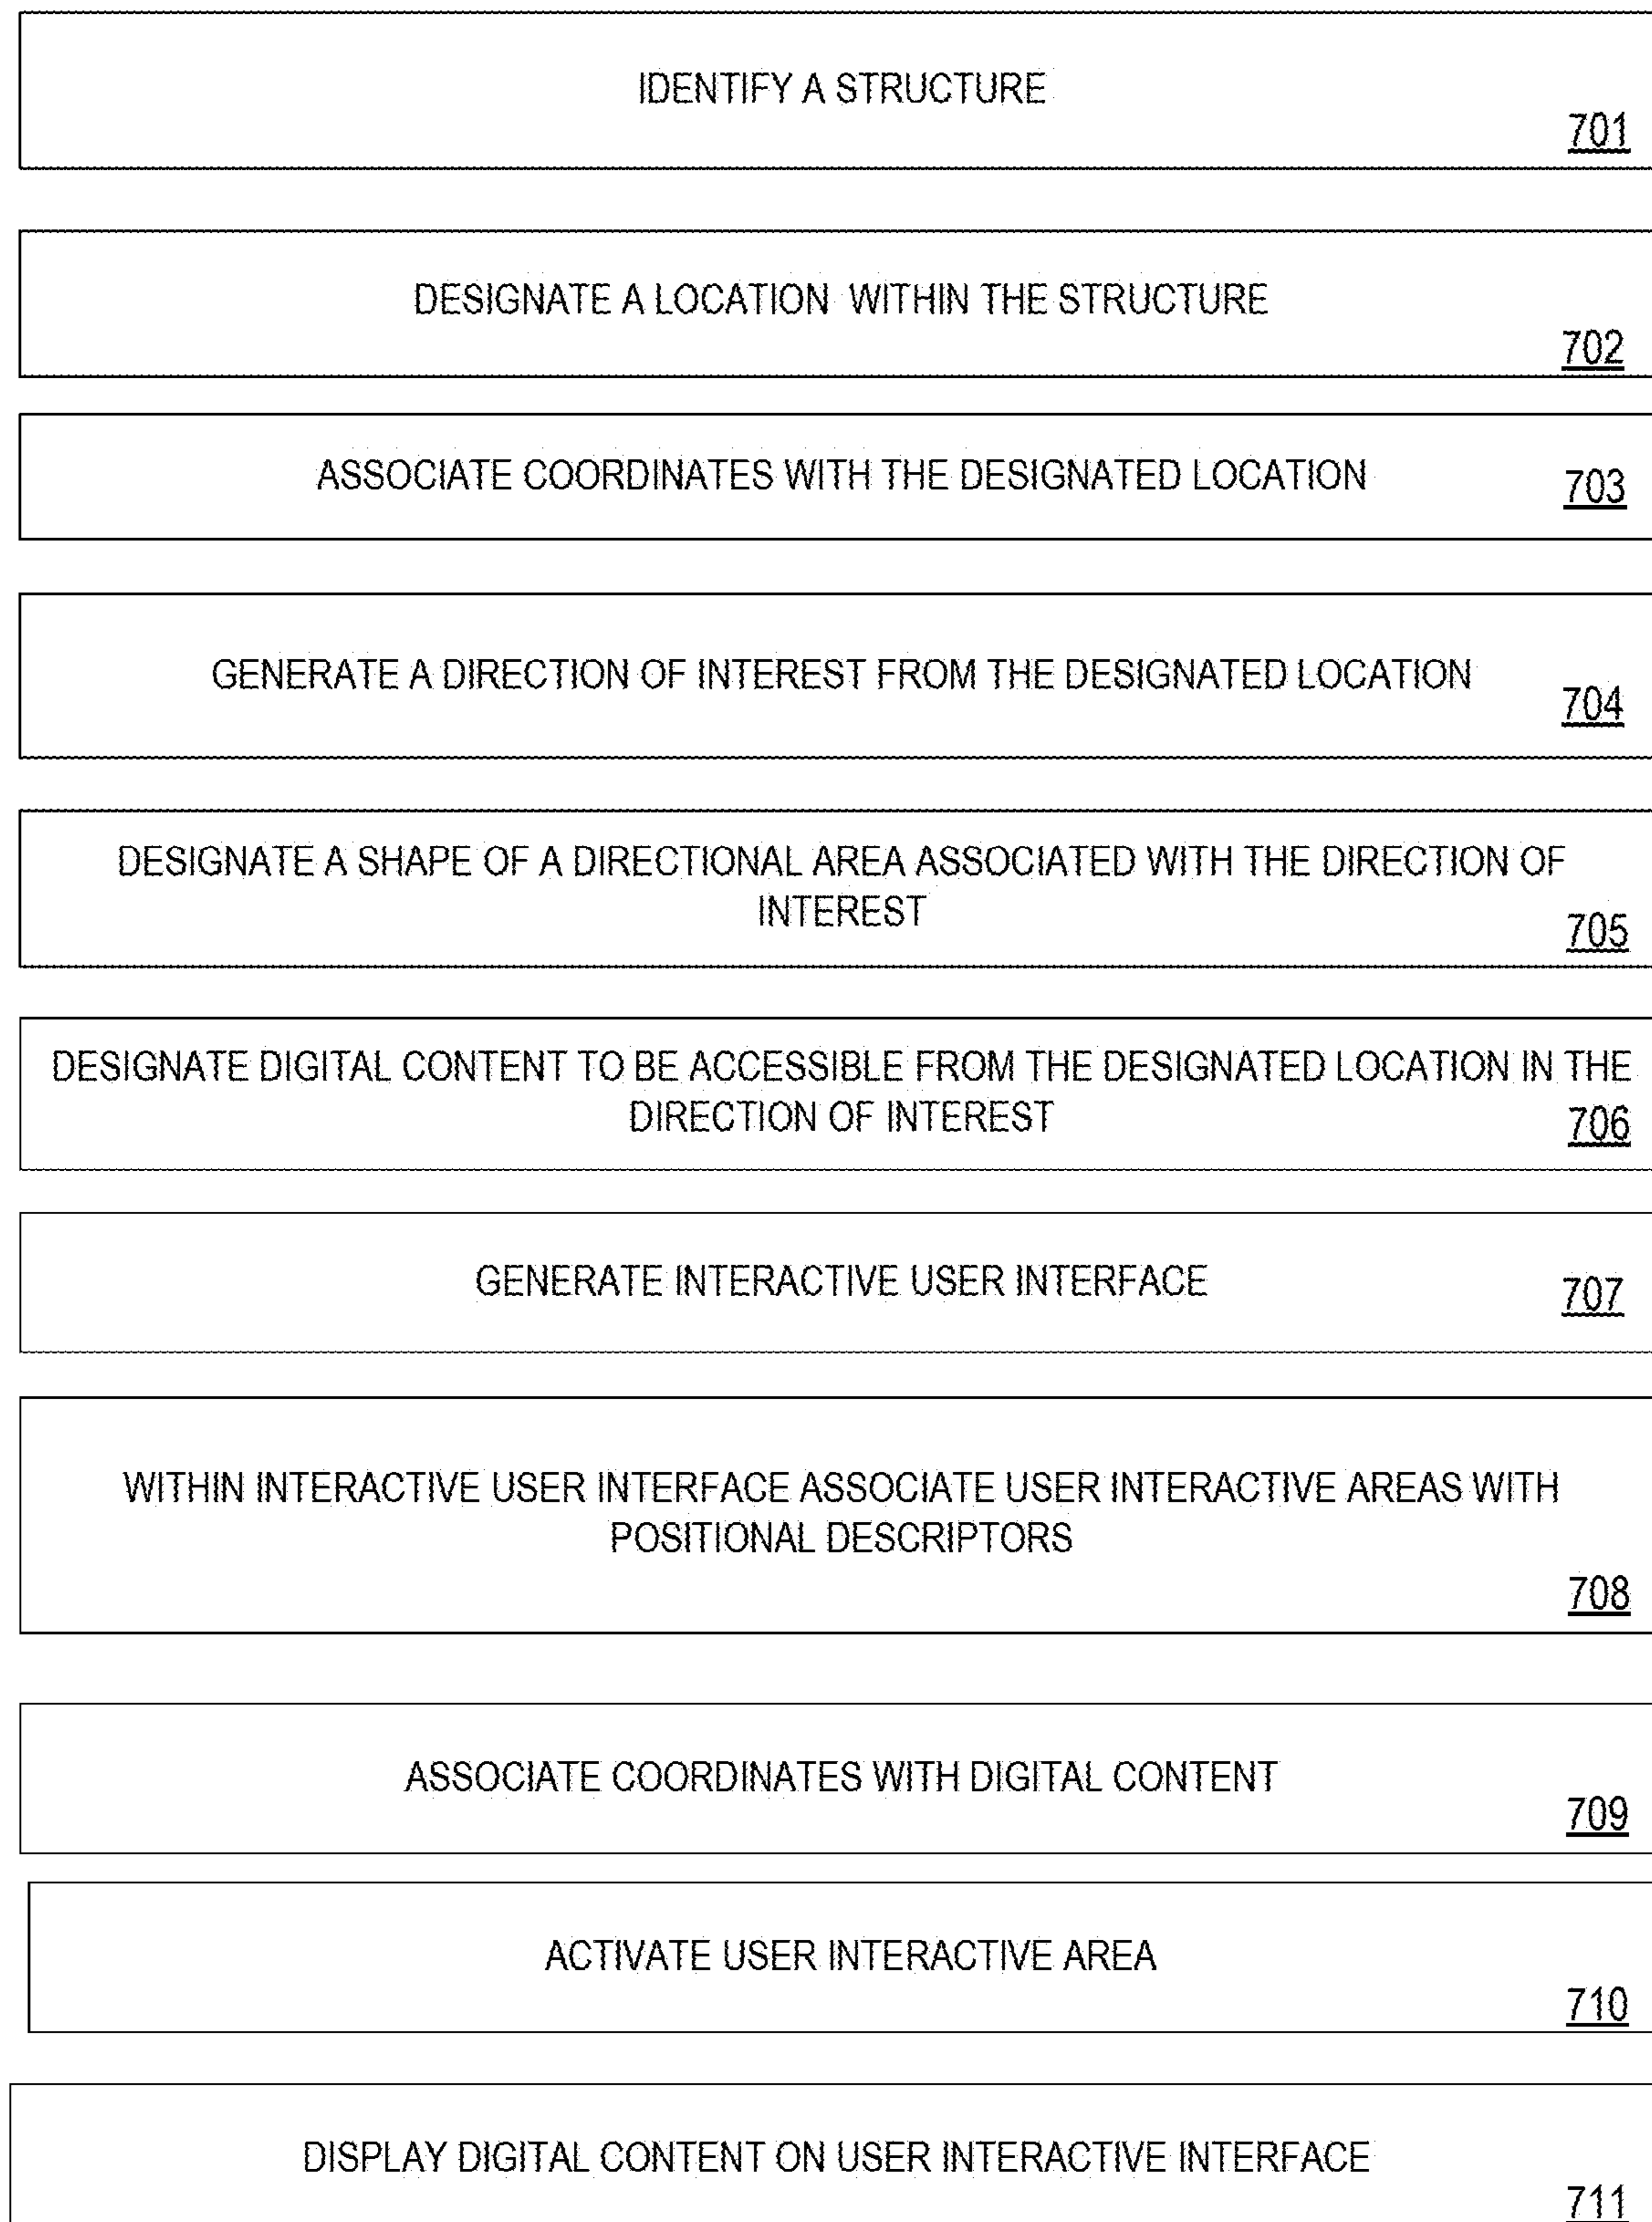 IDENTIFY A STRUCTURE
701
DESIGNATE A LOCATION WITHIN THE STRUCTURE
702
ASSOCIATE COORDINATES WITH THE DESIGNATED LOCATION
703
GENERATE A DIRECTION OF INTEREST FROM THE DESIGNATED LOCATION
704
DESIGNATE A SHAPE OF A DIRECTIONAL AREA ASSOCIATED WITH THE DIRECTION OF
INTEREST
705
DESIGNATE DIGITAL CONTENT TO BE ACCESSIBLE FROM THE DESIGNATED LOCATION IN THE
DIRECTION OF INTEREST
706
GENERATE INTERACTIVE USER INTERFACE
707
WITHIN INTERACTIVE USER INTERFACE ASSOCIATE USER INTERACTIVE AREAS WITH
POSITIONAL DESCRIPTORS
708
ASSOCIATE COORDINATES WITH DIGITAL CONTENT
709
ACTIVATE USER INTERACTIVE AREA
710
DISPLAY DIGITAL CONTENT ON USER INTERACTIVE INTERFACE
711